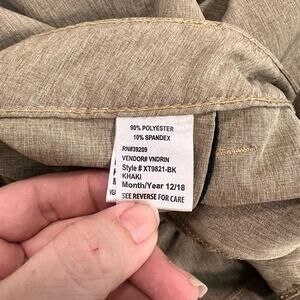 90% POLYESTER
10% SPANDEX
RN#39209
VENDOR# VNDRIN
Style # XT9821-BK
KHAKI
Month/Year 12/18
SEE REVERSE FOR CARE